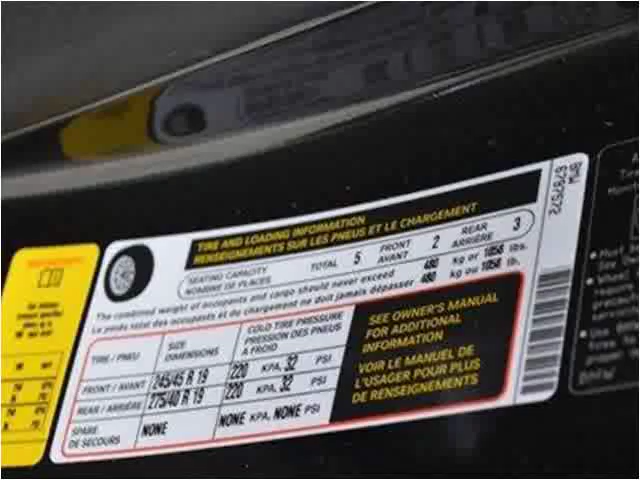 BMW 6797572
TIRE AND LOADING INFORMATION
RENSEIGNEMENTS SUR LES PNEUS ET LE CHARGEMENT
SEATING CAPACITY
NOMBRE DE PLACES
TOTAL 5
FRONT
AVANT
2
REAR
ARRIÈRE
3
The combined weight of occupants and cargo should never exceed 480 kg or 1058 lbs.
Le poids total des occupants et du chargement ne doit jamais dépasser 480 kg ou 1058 lb.
TIRE / PNEU
SIZE
DIMENSIONS
COLD TIRE PRESSURE
PRESSION DES PNEUS
A FROID
FRONT / AVANT 245/45 R 19 220 KPA, 32 PSI
REAR / ARRIÈRE 275/40 R 19 220 KPA, 32 PSI
SPARE
DE SECOURS
NONE NONE KPA, NONE PSI
SEE OWNER'S MANUAL
FOR ADDITIONAL
INFORMATION
VOIR LE MANUEL DE
L'USAGER POUR PLUS
DE RENSEIGNEMENTS
BMW